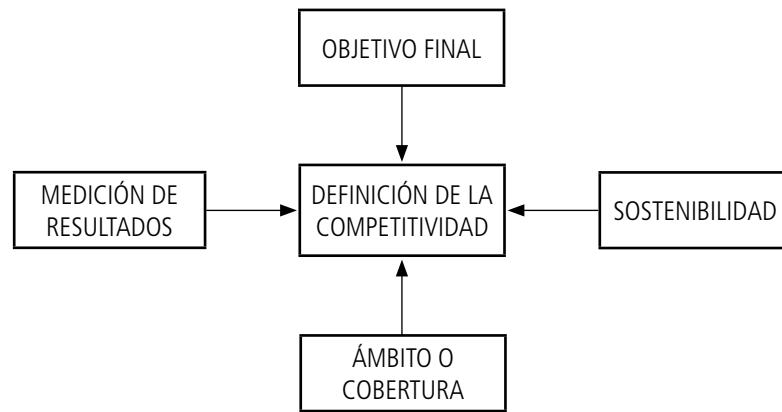 OBJETIVO FINAL
MEDICIÓN DE
RESULTADOS
DEFINICIÓN DE LA
COMPETITIVIDAD
SOSTENIBILIDAD
ÁMBITO O
COBERTURA